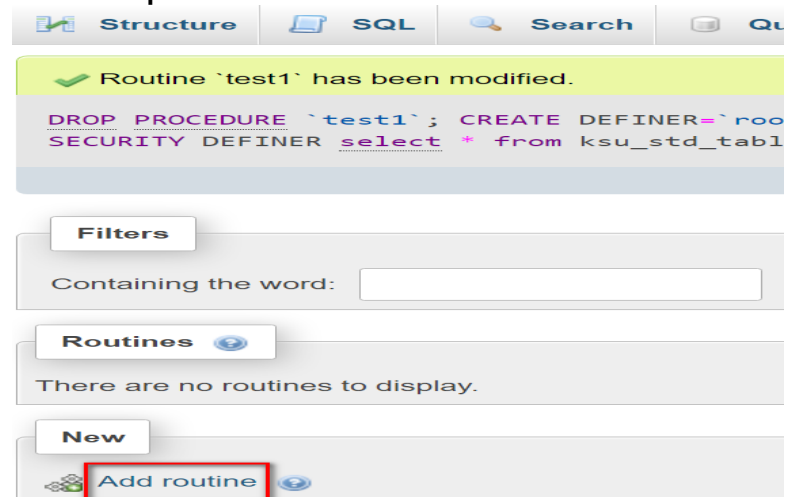 Structure SQL Search
Routine `test1` has been modified.
DROP PROCEDURE `test1`; CREATE DEFINER=`roo
SECURITY DEFINER select * from ksu_std_tabl
Filters
Containing the word:
Routines
There are no routines to display.
New
Add routine